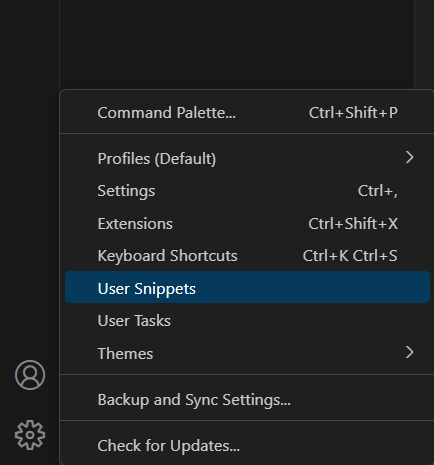 Command Palette... Ctrl+Shift+P
Profiles (Default)
Settings Ctrl+,
Extensions Ctrl+Shift+X
Keyboard Shortcuts Ctrl+K Ctrl+S
User Snippets
User Tasks
Themes
Backup and Sync Settings...
Check for Updates...